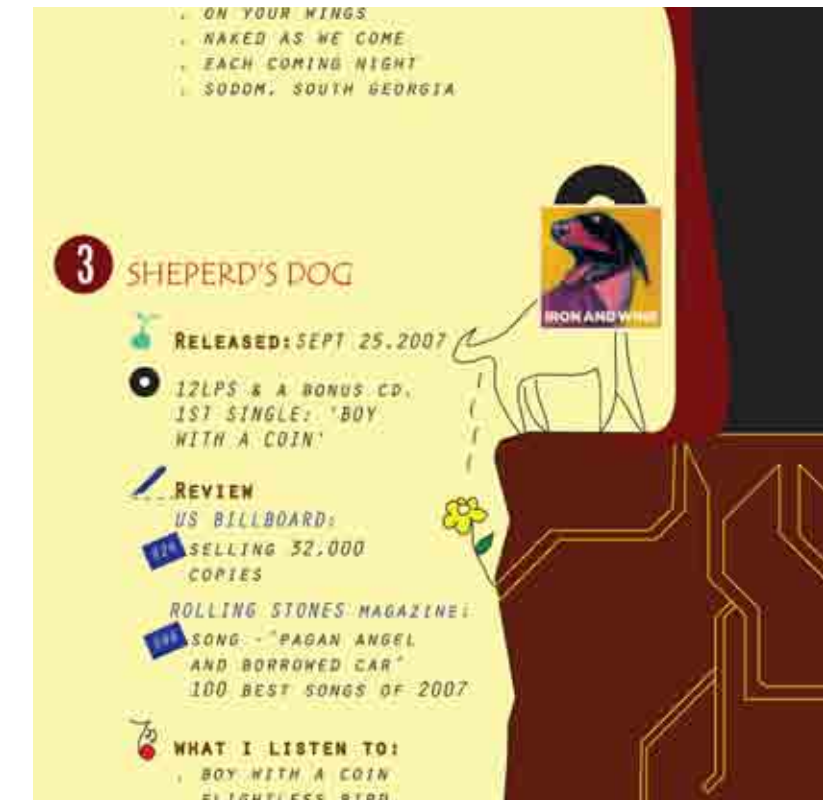 . ON YOUR WINGS
. NAKED AS WE COME
. EACH COMING NIGHT
. SODOM, SOUTH GEORGIA
IRON AND WINE
3 SHEPERD'S DOG
RELEASED: SEPT 25.2007
12LPS & A BONUS CD.
1ST SINGLE: 'BOY
WITH A COIN'
REVIEW
US BILLBOARD:
#24 SELLING 32,000
COPIES
ROLLING STONES MAGAZINE:
SONG - "PAGAN ANGEL
AND BORROWED CAR"
100 BEST SONGS OF 2007
WHAT I LISTEN TO:
. BOY WITH A COIN
FLIGHTLESS BIRD